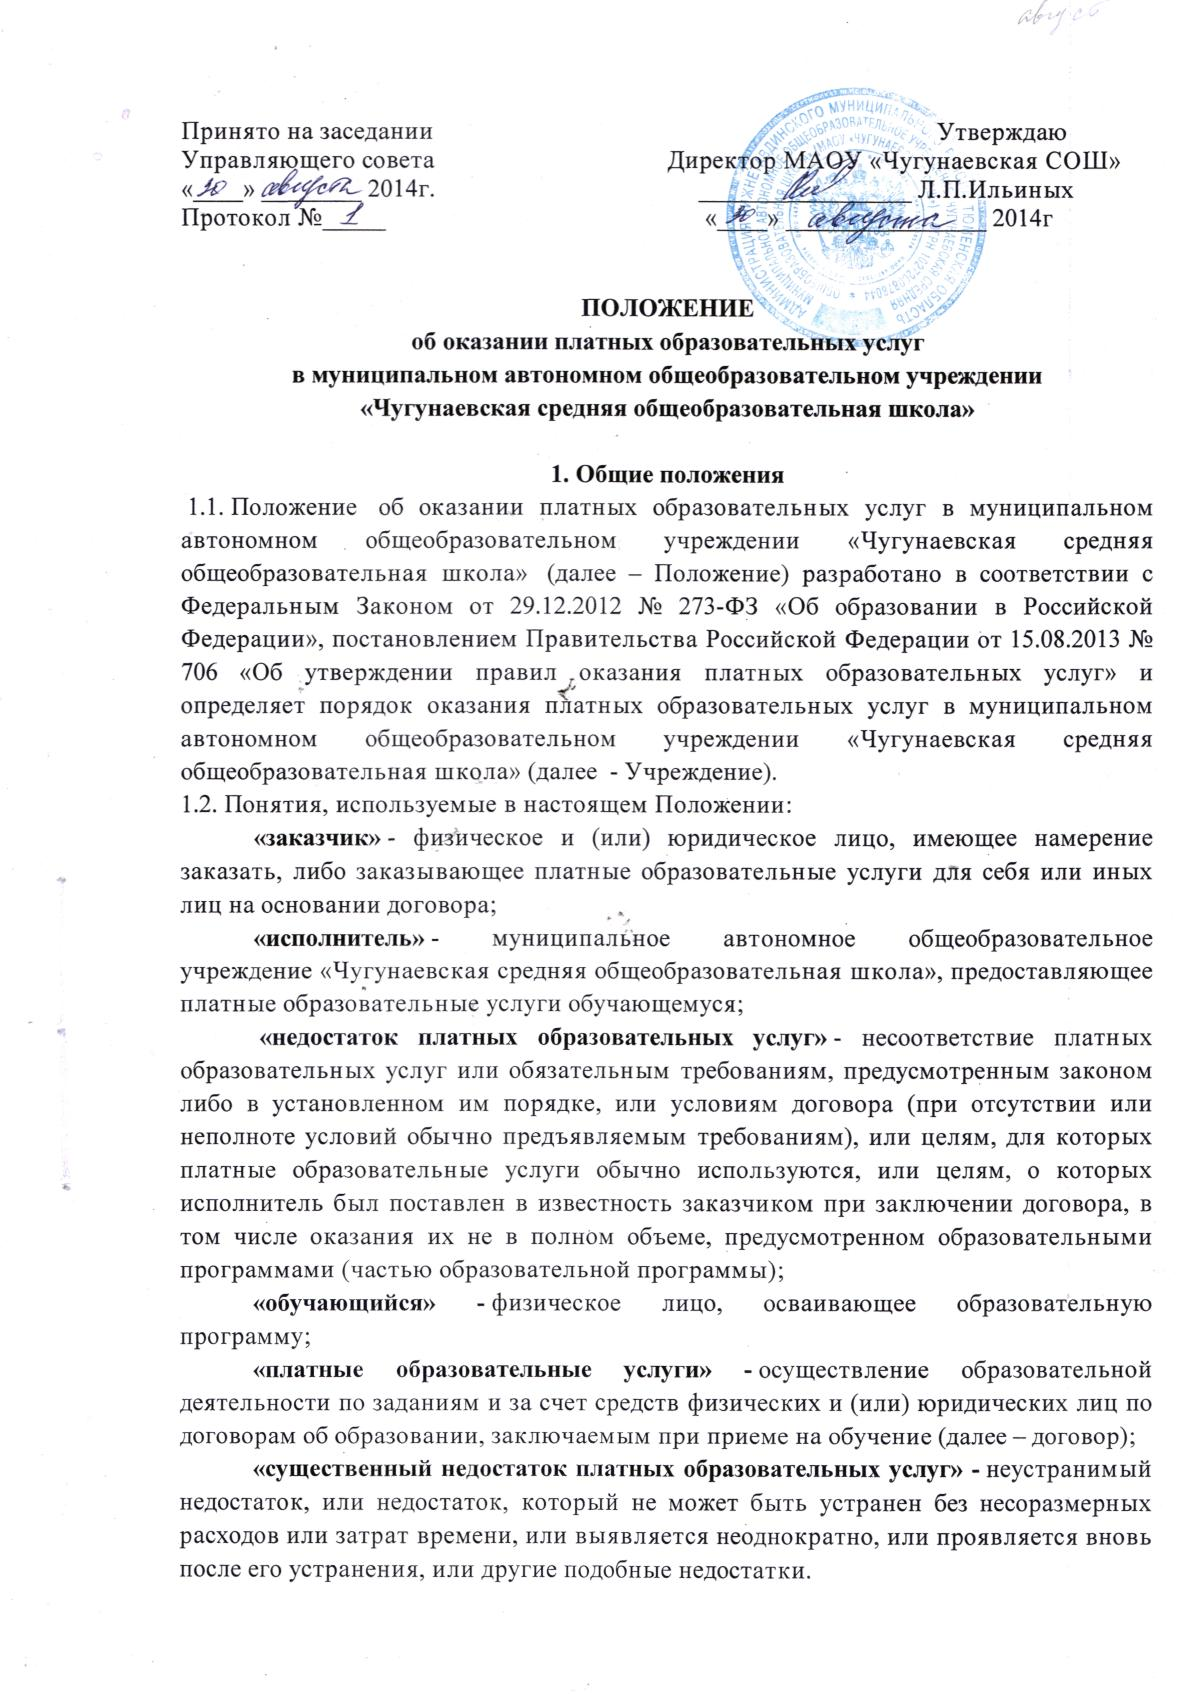 август
Принято на заседании
Управляющего совета
«30» августа 2014г.
Протокол № 1
Утверждаю
Директор МАОУ «Чугунаевская СОШ»
Л.П.Ильиных
«30» августа 2014г
ПОЛОЖЕНИЕ
об оказании платных образовательных услуг
в муниципальном автономном общеобразовательном учреждении
«Чугунаевская средняя общеобразовательная школа»
1. Общие положения
1.1. Положение об оказании платных образовательных услуг в муниципальном
автономном общеобразовательном учреждении «Чугунаевская средняя
общеобразовательная школа» (далее – Положение) разработано в соответствии с
Федеральным Законом от 29.12.2012 № 273-ФЗ «Об образовании в Российской
Федерации», постановлением Правительства Российской Федерации от 15.08.2013 №
706 «Об утверждении правил оказания платных образовательных услуг» и
определяет порядок оказания платных образовательных услуг в муниципальном
автономном общеобразовательном учреждении «Чугунаевская средняя
общеобразовательная школа» (далее - Учреждение).
1.2. Понятия, используемые в настоящем Положении:
«заказчик» - физическое и (или) юридическое лицо, имеющее намерение
заказать, либо заказывающее платные образовательные услуги для себя или иных
лиц на основании договора;
«исполнитель» - муниципальное автономное общеобразовательное
учреждение «Чугунаевская средняя общеобразовательная школа», предоставляющее
платные образовательные услуги обучающемуся;
«недостаток платных образовательных услуг» - несоответствие платных
образовательных услуг или обязательным требованиям, предусмотренным законом
либо в установленном им порядке, или условиям договора (при отсутствии или
неполноте условий обычно предъявляемым требованиям), или целям, для которых
платные образовательные услуги обычно используются, или целям, о которых
исполнитель был поставлен в известность заказчиком при заключении договора, в
том числе оказания их не в полном объеме, предусмотренном образовательными
программами (частью образовательной программы);
«обучающийся» - физическое лицо, осваивающее образовательную
программу;
«платные образовательные услуги» - осуществление образовательной
деятельности по заданиям и за счет средств физических и (или) юридических лиц по
договорам об образовании, заключаемым при приеме на обучение (далее – договор);
«существенный недостаток платных образовательных услуг» - неустранимый
недостаток, или недостаток, который не может быть устранен без несоразмерных
расходов или затрат времени, или выявляется неоднократно, или проявляется вновь
после его устранения, или другие подобные недостатки.